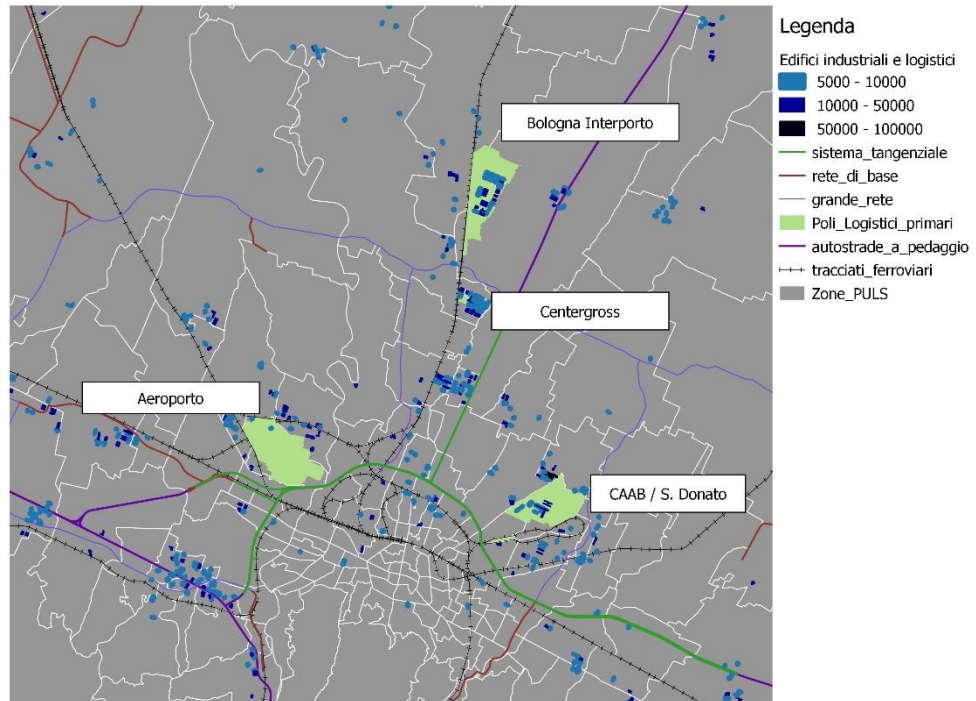 Bologna Interporto
Centergross
Aeroporto
CAAB / S. Donato
Legenda
Edifici industriali e logistici
5000 - 10000
10000 - 50000
50000 - 100000
sistema_tangenziale
rete_di_base
grande_rete
Poli_Logistici_primari
autostrade_a_pedaggio
tracciati_ferroviari
Zone_PULS